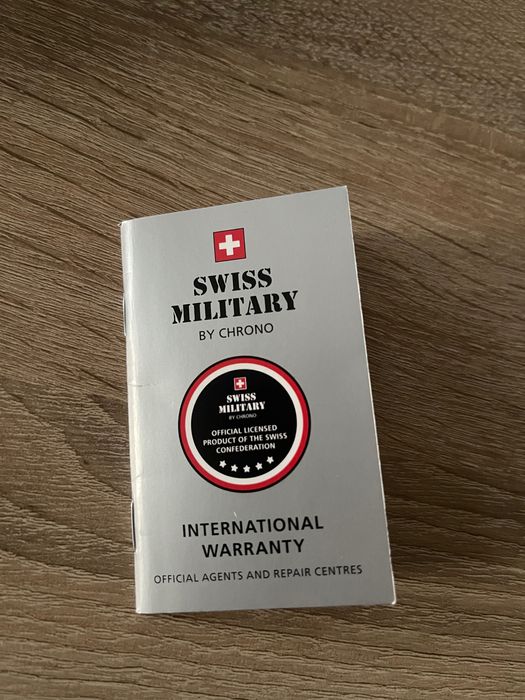 SWISS
MILITARY
BY CHRONO
SWISS
MILITARY
BY CHRONO
OFFICIAL LICENSED
PRODUCT OF THE SWISS
CONFEDERATION
INTERNATIONAL
WARRANTY
OFFICIAL AGENTS AND REPAIR CENTRES